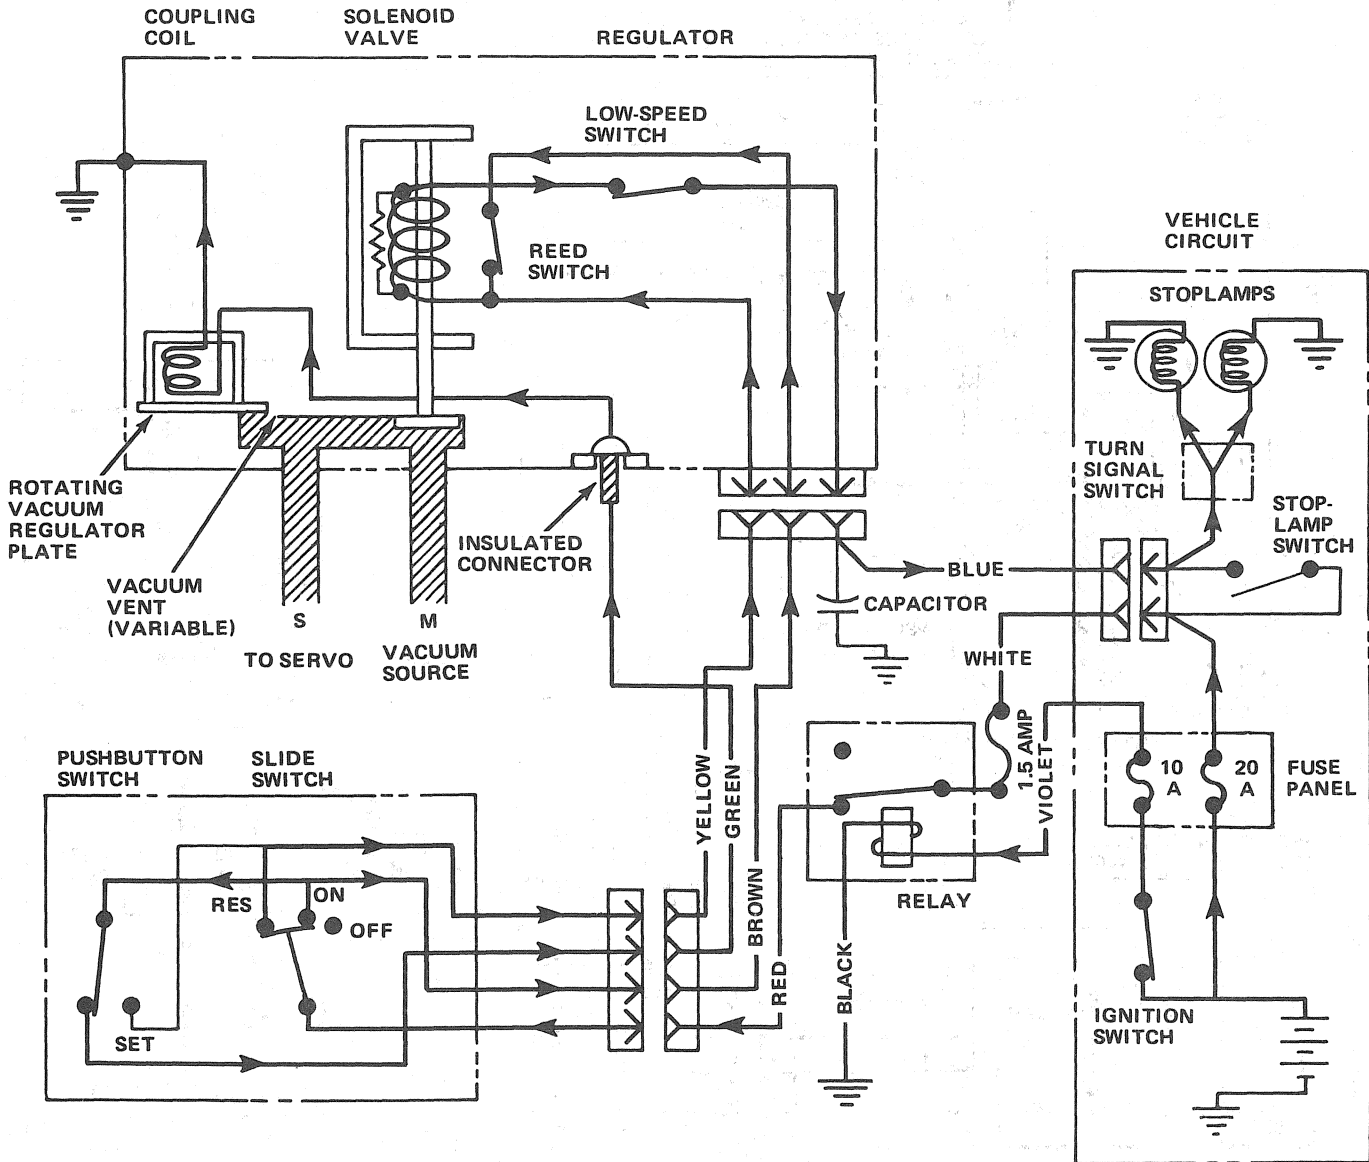 COUPLING
COIL
SOLENOID
VALVE
REGULATOR
LOW-SPEED
SWITCH
REED
SWITCH
VEHICLE
CIRCUIT
STOPLAMPS
TURN
SIGNAL
SWITCH
STOP-
LAMP
SWITCH
ROTATING
VACUUM
REGULATOR
PLATE
VACUUM
VENT
(VARIABLE)
INSULATED
CONNECTOR
S
M
TO SERVO
VACUUM
SOURCE
BLUE
CAPACITOR
WHITE
1.5 AMP
VIOLET
10
A
20
A
FUSE
PANEL
PUSHBUTTON
SWITCH
SLIDE
SWITCH
YELLOW
GREEN
BROWN
RED
BLACK
RELAY
RES
ON
OFF
SET
IGNITION
SWITCH